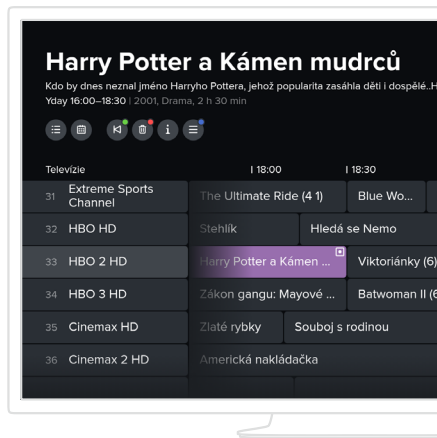 Harry Potter a Kámen mudrců
Kdo by dnes neznal jméno Harryho Pottera, jehož popularita zasáhla děti i dospělé..H
Yday 16:00–18:30 | 2001, Drama, 2 h 30 min
i
Televízie | 18:00 | 18:30
31 Extreme Sports Channel The Ultimate Ride (4 1) Blue Wo...
32 HBO HD Stehlík Hledá se Nemo
33 HBO 2 HD Harry Potter a Kámen ... Viktoriánky (6)
34 HBO 3 HD Zákon gangu: Mayové ... Batwoman II (6
35 Cinemax HD Zlaté rybky Souboj s rodinou
36 Cinemax 2 HD Americká nakládačka